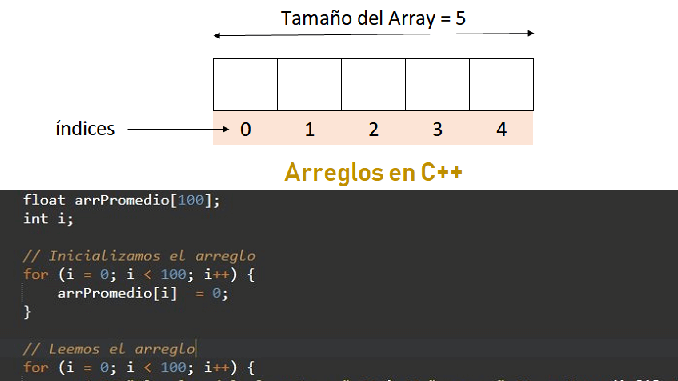 Tamaño del Array = 5
índices 0 1 2 3 4
Arreglos en C++
float arrPromedio[100];
int i;
// Inicializamos el arreglo
for (i = 0; i < 100; i++) {
    arrPromedio[i]  = 0;
}
// Leemos el arreglo
for (i = 0; i < 100; i++) {